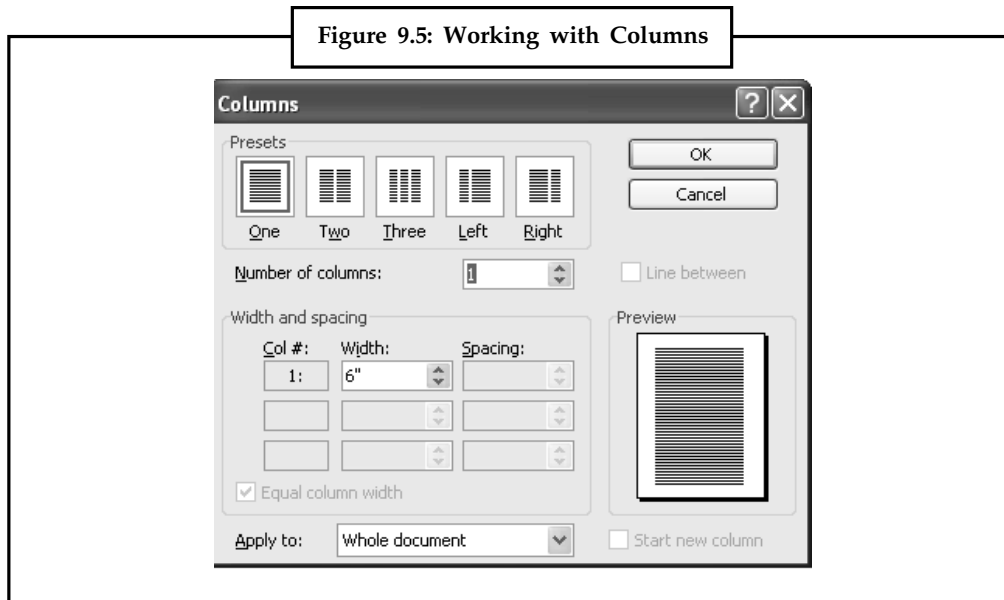 Figure 9.5: Working with Columns
Columns
Presets
OK
Cancel
One Two Three Left Right
Number of columns: 1
Line between
Width and spacing
Preview
Col #: Width: Spacing:
1: 6"
Equal column width
Apply to: Whole document
Start new column